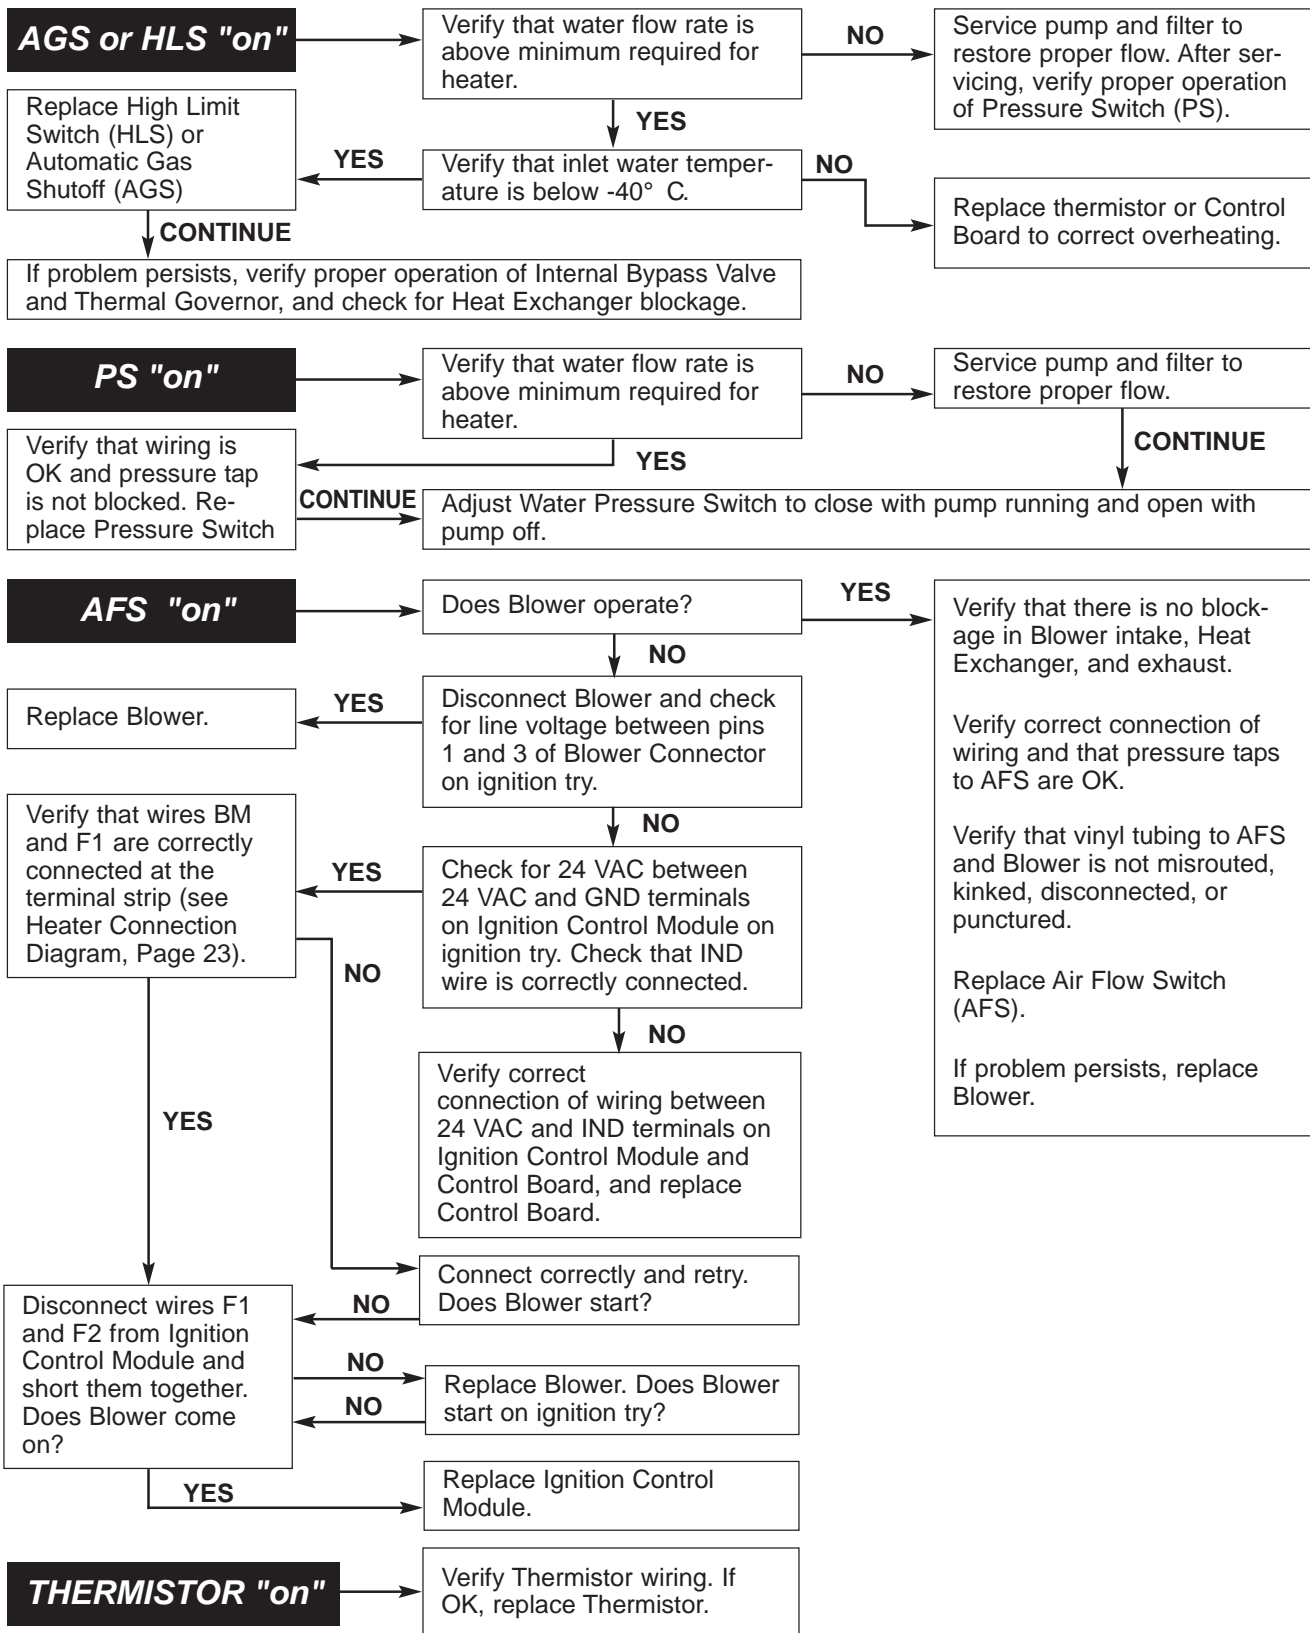 AGS or HLS "on"
Verify that water flow rate is
above minimum required for
heater.
NO
Service pump and filter to
restore proper flow. After ser-
vicing, verify proper operation
of Pressure Switch (PS).
YES
Replace High Limit
Switch (HLS) or
Automatic Gas
Shutoff (AGS)
YES
Verify that inlet water temper-
ature is below -40° C.
NO
Replace thermistor or Control
Board to correct overheating.
CONTINUE
If problem persists, verify proper operation of Internal Bypass Valve
and Thermal Governor, and check for Heat Exchanger blockage.
PS "on"
Verify that water flow rate is
above minimum required for
heater.
NO
Service pump and filter to
restore proper flow.
CONTINUE
YES
Verify that wiring is
OK and pressure tap
is not blocked. Re-
place Pressure Switch
CONTINUE
Adjust Water Pressure Switch to close with pump running and open with
pump off.
AFS "on"
Does Blower operate?
YES
Verify that there is no block-
age in Blower intake, Heat
Exchanger, and exhaust.
Verify correct connection of
wiring and that pressure taps
to AFS are OK.
Verify that vinyl tubing to AFS
and Blower is not misrouted,
kinked, disconnected, or
punctured.
Replace Air Flow Switch
(AFS).
If problem persists, replace
Blower.
NO
Disconnect Blower and check
for line voltage between pins
1 and 3 of Blower Connector
on ignition try.
YES
Replace Blower.
NO
Check for 24 VAC between
24 VAC and GND terminals
on Ignition Control Module on
ignition try. Check that IND
wire is correctly connected.
YES
Verify that wires BM
and F1 are correctly
connected at the
terminal strip (see
Heater Connection
Diagram, Page 23).
NO
NO
Verify correct
connection of wiring between
24 VAC and IND terminals on
Ignition Control Module and
Control Board, and replace
Control Board.
YES
Connect correctly and retry.
Does Blower start?
NO
Disconnect wires F1
and F2 from Ignition
Control Module and
short them together.
Does Blower come
on?
NO
Replace Blower. Does Blower
start on ignition try?
NO
YES
Replace Ignition Control
Module.
THERMISTOR "on"
Verify Thermistor wiring. If
OK, replace Thermistor.